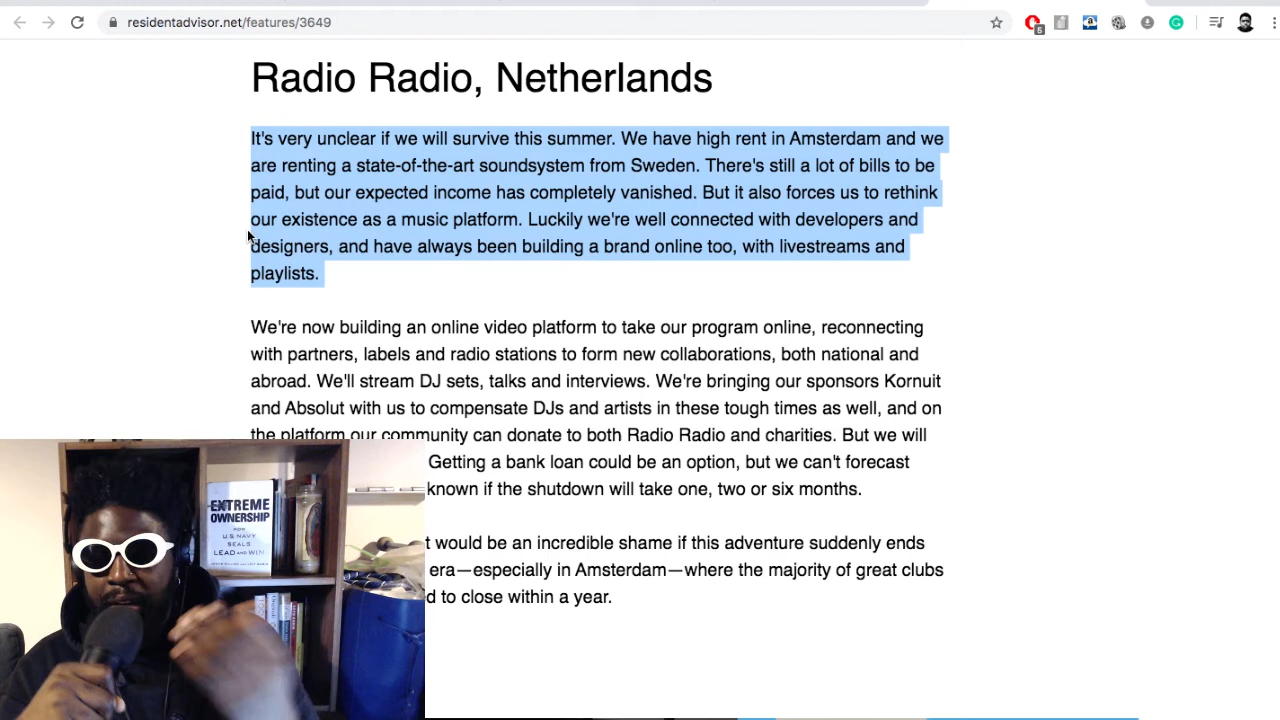 residentadvisor.net/features/3649
5
Radio Radio, Netherlands
It's very unclear if we will survive this summer. We have high rent in Amsterdam and we
are renting a state-of-the-art soundsystem from Sweden. There's still a lot of bills to be
paid, but our expected income has completely vanished. But it also forces us to rethink
our existence as a music platform. Luckily we're well connected with developers and
designers, and have always been building a brand online too, with livestreams and
playlists.
We're now building an online video platform to take our program online, reconnecting
with partners, labels and radio stations to form new collaborations, both national and
abroad. We'll stream DJ sets, talks and interviews. We're bringing our sponsors Kornuit
and Absolut with us to compensate DJs and artists in these tough times as well, and on
the platform our community can donate to both Radio Radio and charities. But we will
Getting a bank loan could be an option, but we can't forecast
known if the shutdown will take one, two or six months.
t would be an incredible shame if this adventure suddenly ends
era—especially in Amsterdam—where the majority of great clubs
d to close within a year.
EXTREME
OWNERSHIP
HOW
U.S. NAVY
SEALS
LEAD AND WIN